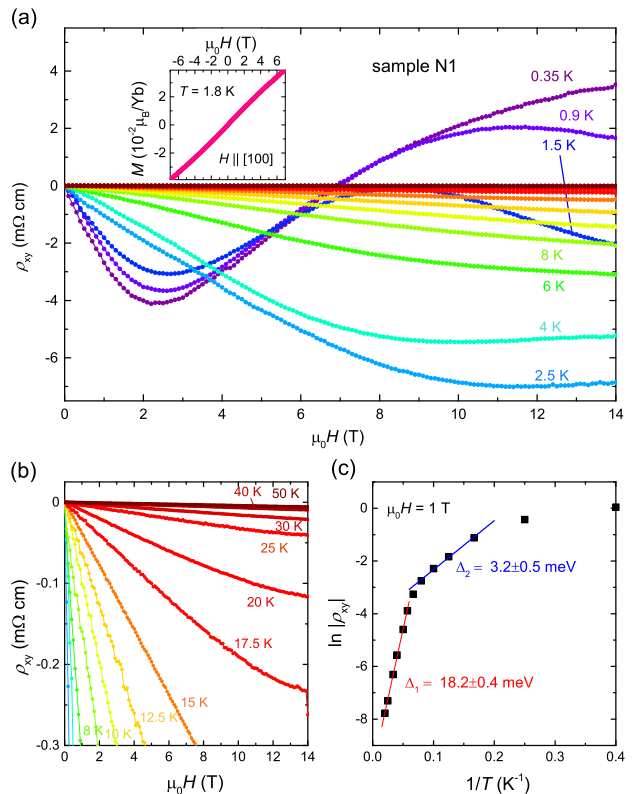 (a)
μ₀H (T)
-6 -4 -2 0 2 4 6
M (10⁻²μ_B/Yb)
2
0
-2
T = 1.8 K
H || [100]
sample N1
0.35 K
0.9 K
1.5 K
8 K
6 K
4 K
2.5 K
ρxy (mΩ cm)
4
2
0
-2
-4
-6
0 2 4 6 8 10 12 14
μ₀H (T)
(b)
40 K
50 K
30 K
25 K
20 K
17.5 K
15 K
12.5 K
10 K
8 K
ρxy (mΩ cm)
0
-0.1
-0.2
-0.3
0 2 4 6 8 10 12 14
μ₀H (T)
(c)
μ₀H = 1 T
Δ₂ = 3.2±0.5 meV
Δ₁ = 18.2±0.4 meV
ln |ρxy|
0
-2
-4
-6
-8
0.0 0.1 0.2 0.3 0.4
1/T (K⁻¹)